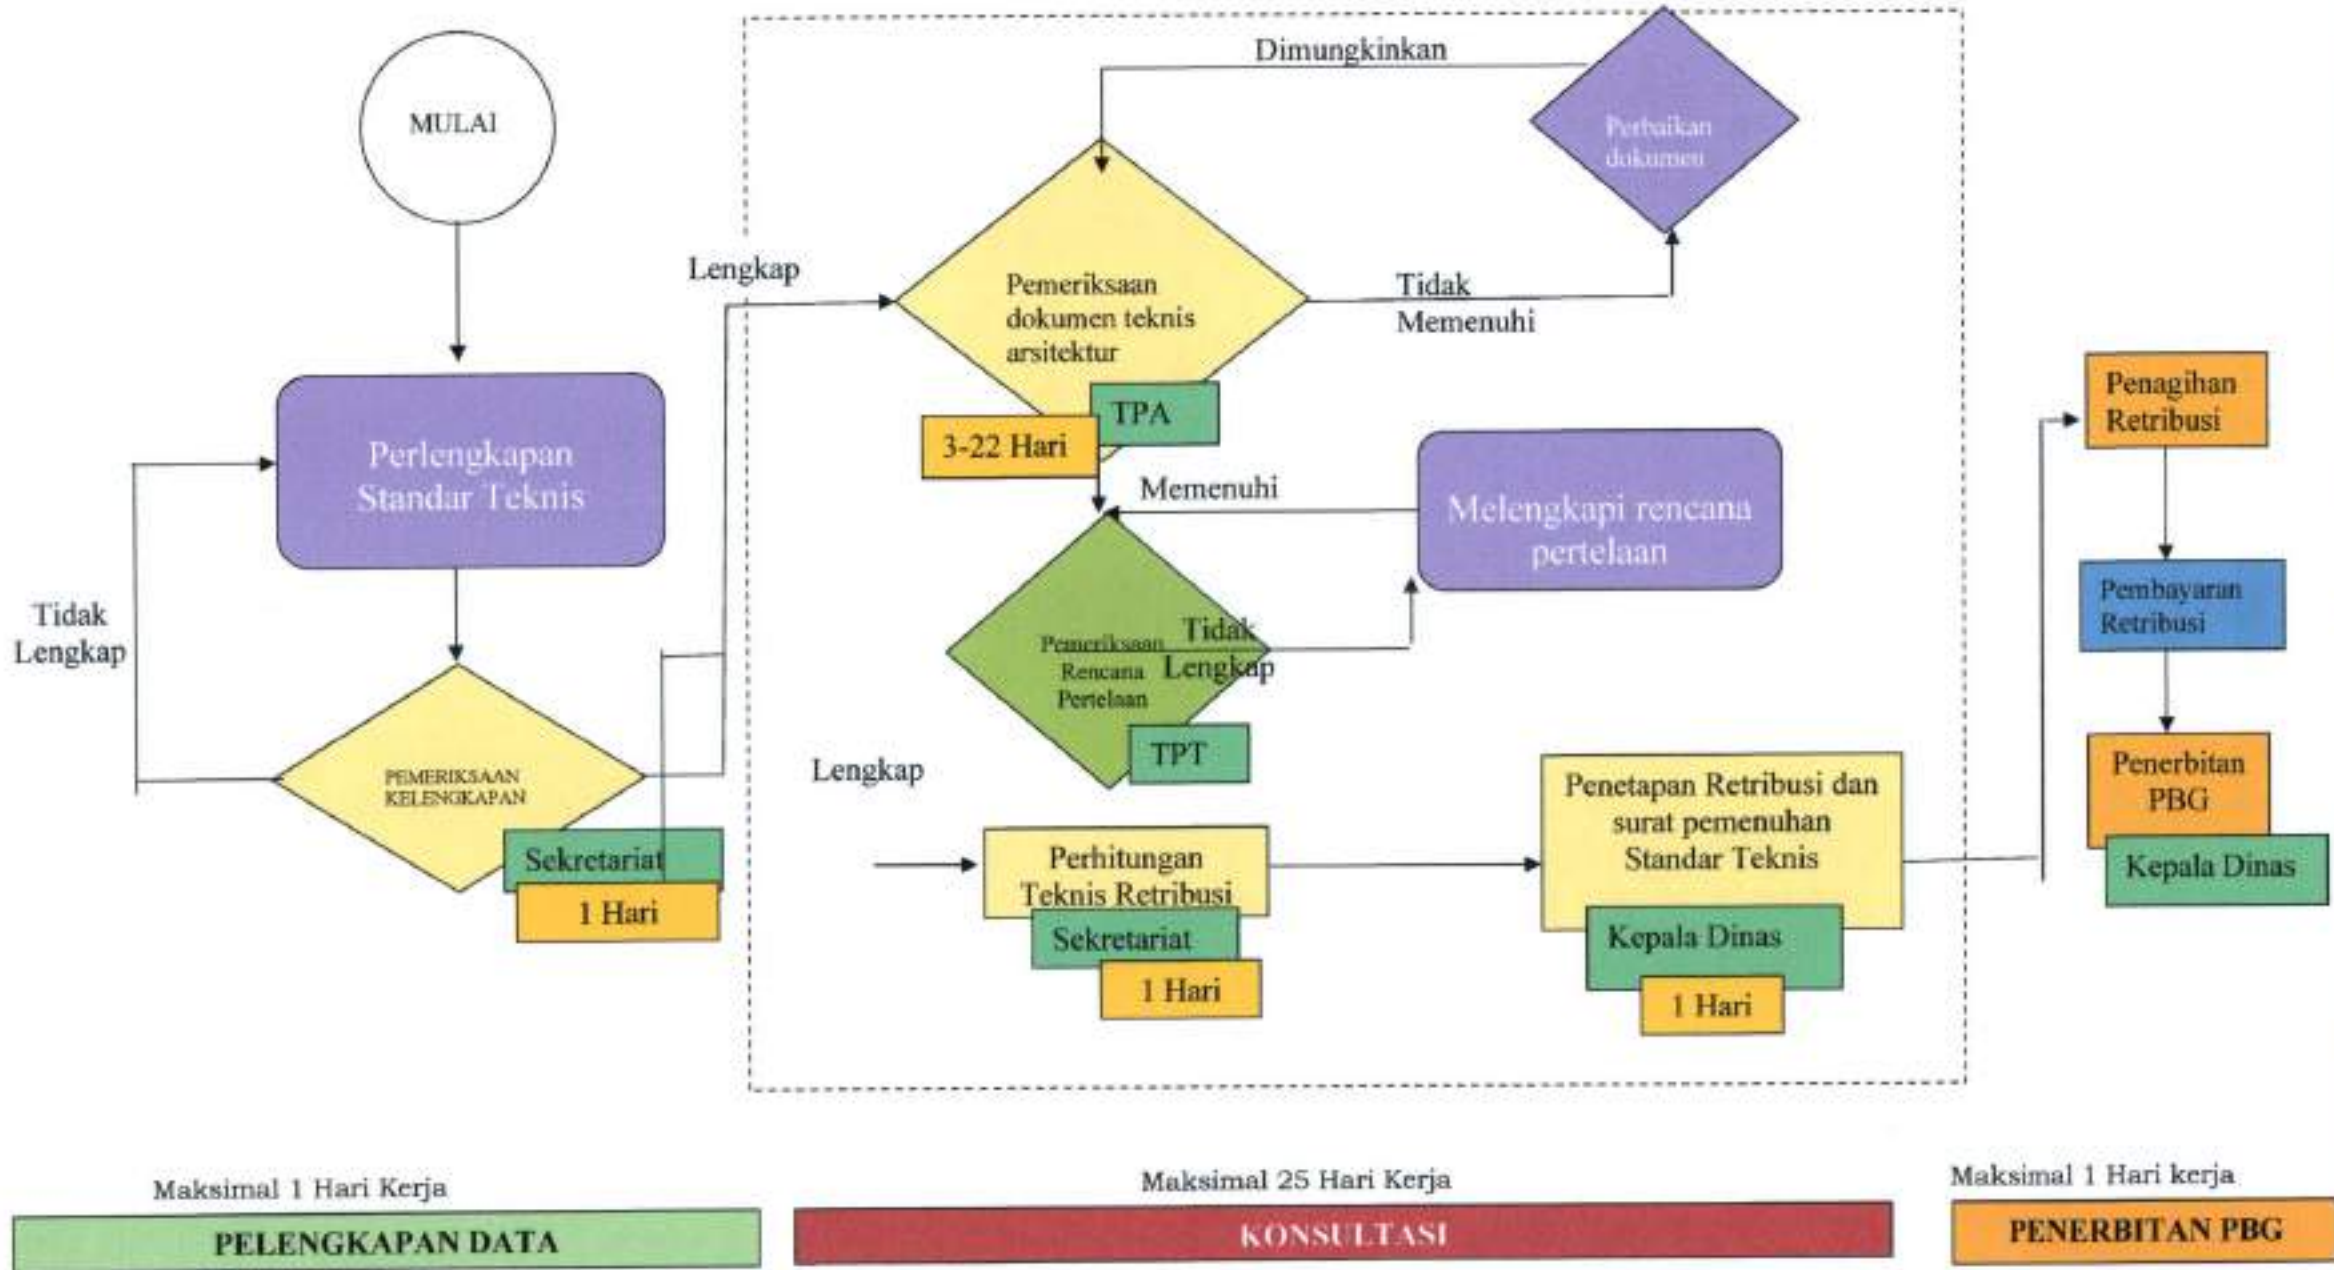 MULAI
Perlengkapan
Standar Teknis
Tidak
Lengkap
PEMERIKSAAN
KELENGKAPAN
Sekretariat
1 Hari
Lengkap
Dimungkinkan
Perbaikan
dokumen
Pemeriksaan
dokumen teknis
arsitektur
Tidak
Memenuhi
TPA
3-22 Hari
Memenuhi
Melengkapi rencana
pertelaan
Pemeriksaan
Rencana
Pertelaan
Tidak
Lengkap
TPT
Lengkap
Perhitungan
Teknis Retribusi
Sekretariat
1 Hari
Penetapan Retribusi dan
surat pemenuhan
Standar Teknis
Kepala Dinas
1 Hari
Penagihan
Retribusi
Pembayaran
Retribusi
Penerbitan
PBG
Kepala Dinas
Maksimal 1 Hari Kerja
PELENGKAPAN DATA
Maksimal 25 Hari Kerja
KONSULTASI
Maksimal 1 Hari kerja
PENERBITAN PBG